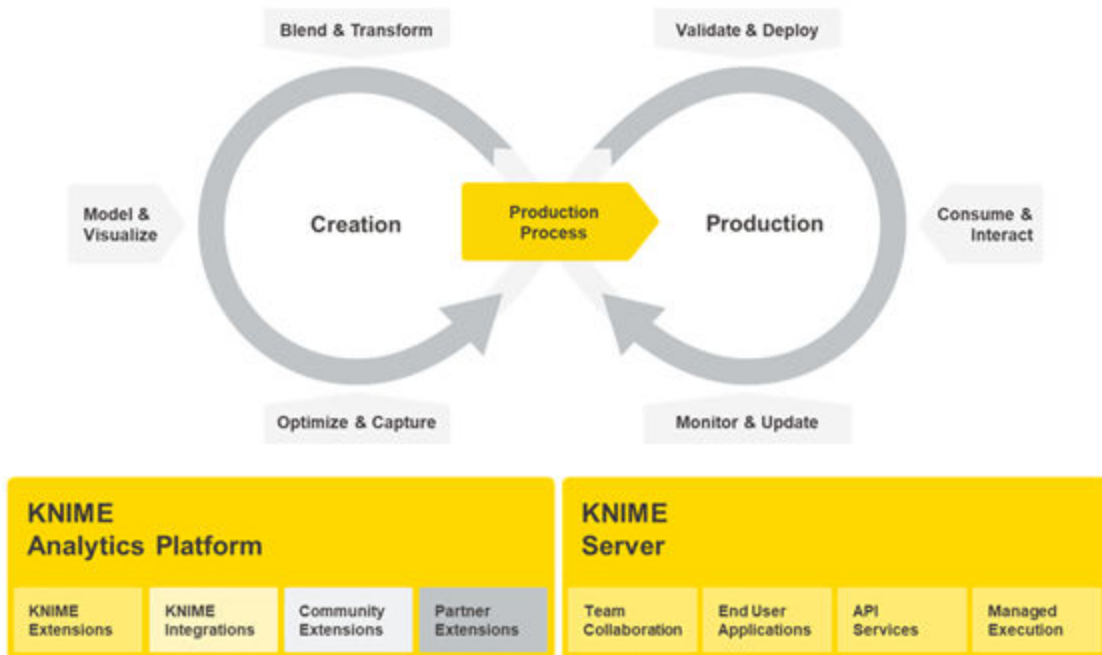 Blend & Transform
Validate & Deploy
Model &
Visualize
Creation
Production
Process
Production
Consume &
Interact
Optimize & Capture
Monitor & Update
KNIME
Analytics Platform
KNIME
Extensions
KNIME
Integrations
Community
Extensions
Partner
Extensions
KNIME
Server
Team
Collaboration
End User
Applications
API
Services
Managed
Execution